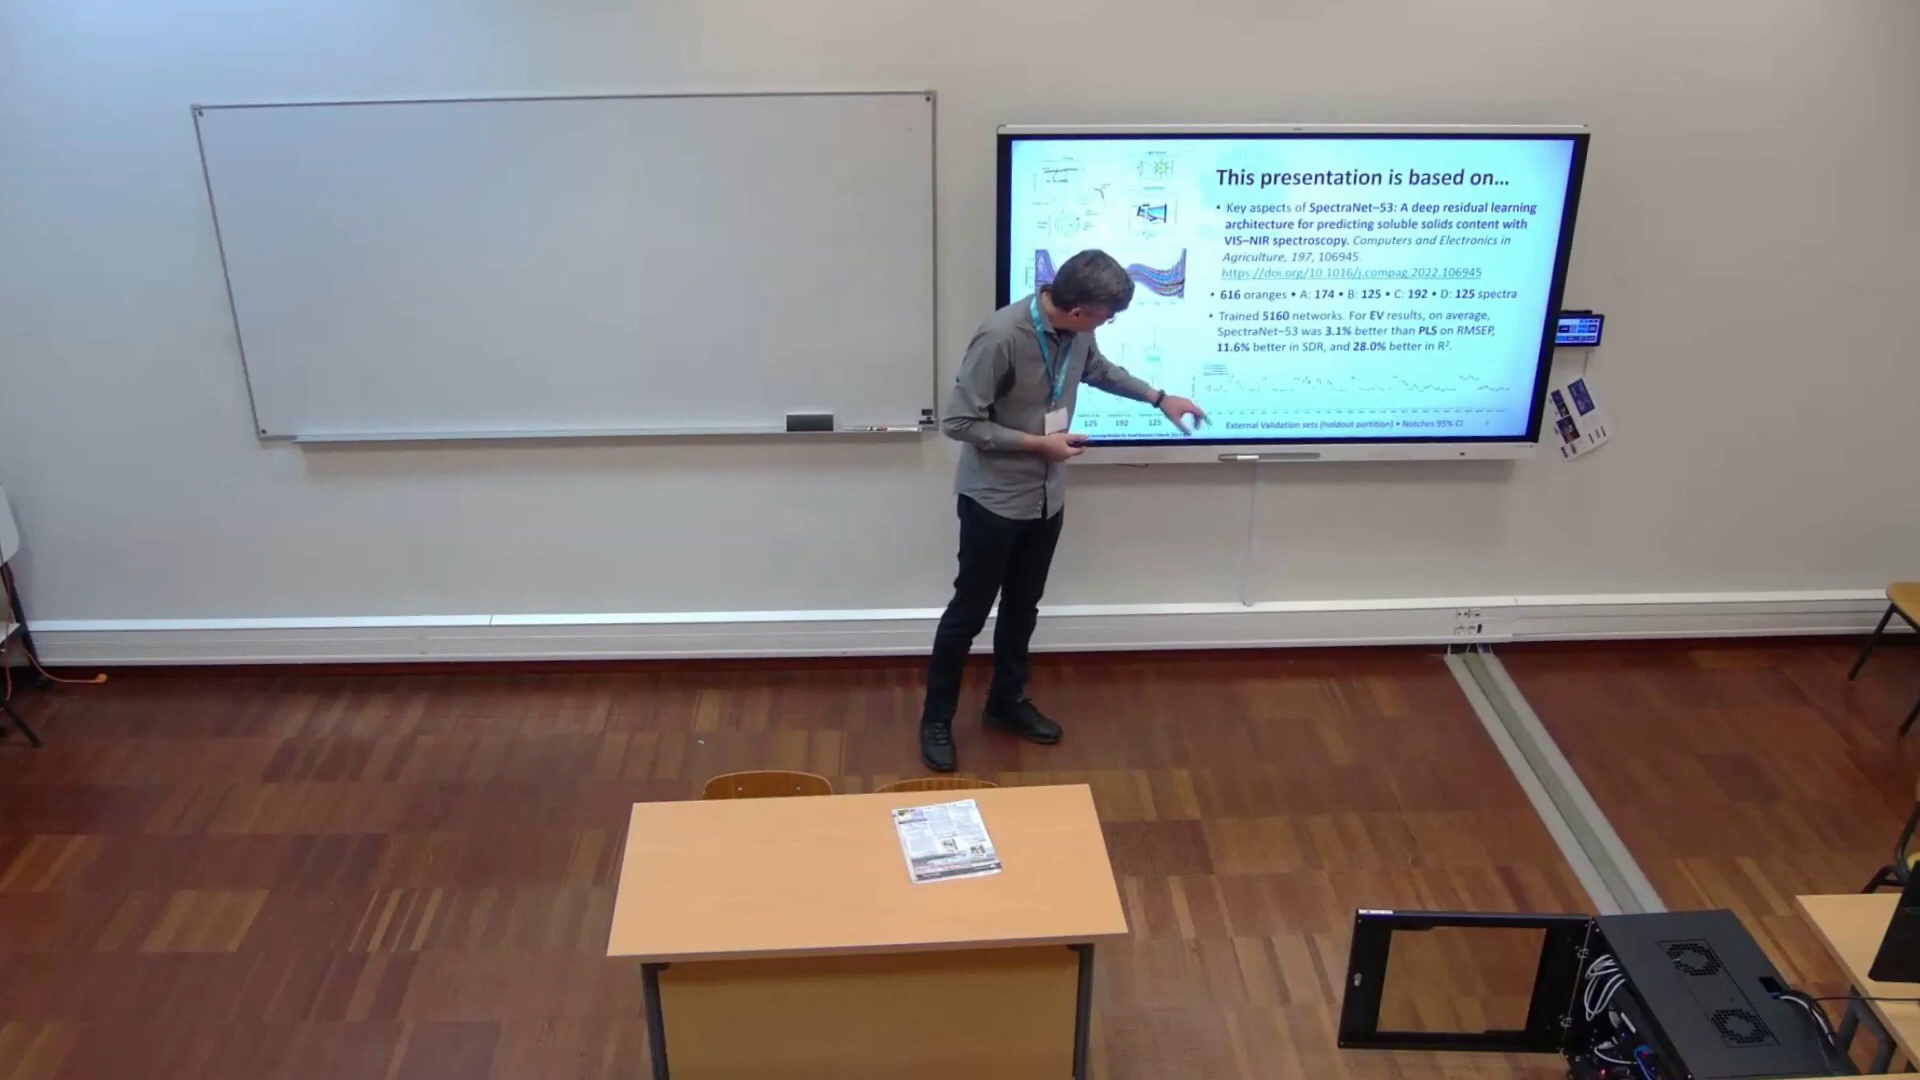 This presentation is based on...
• Key aspects of SpectraNet–53: A deep residual learning
architecture for predicting soluble solids content with
VIS–NIR spectroscopy. Computers and Electronics in
Agriculture, 197, 106945.
https://doi.org/10.1016/j.compag.2022.106945
• 616 oranges • A: 174 • B: 125 • C: 192 • D: 125 spectra
• Trained 5160 networks. For EV results, on average,
SpectraNet–53 was 3.1% better than PLS on RMSEP,
11.6% better in SDR, and 28.0% better in R².
125 192 125
External Validation sets (holdout partition) • Notches 95% CI